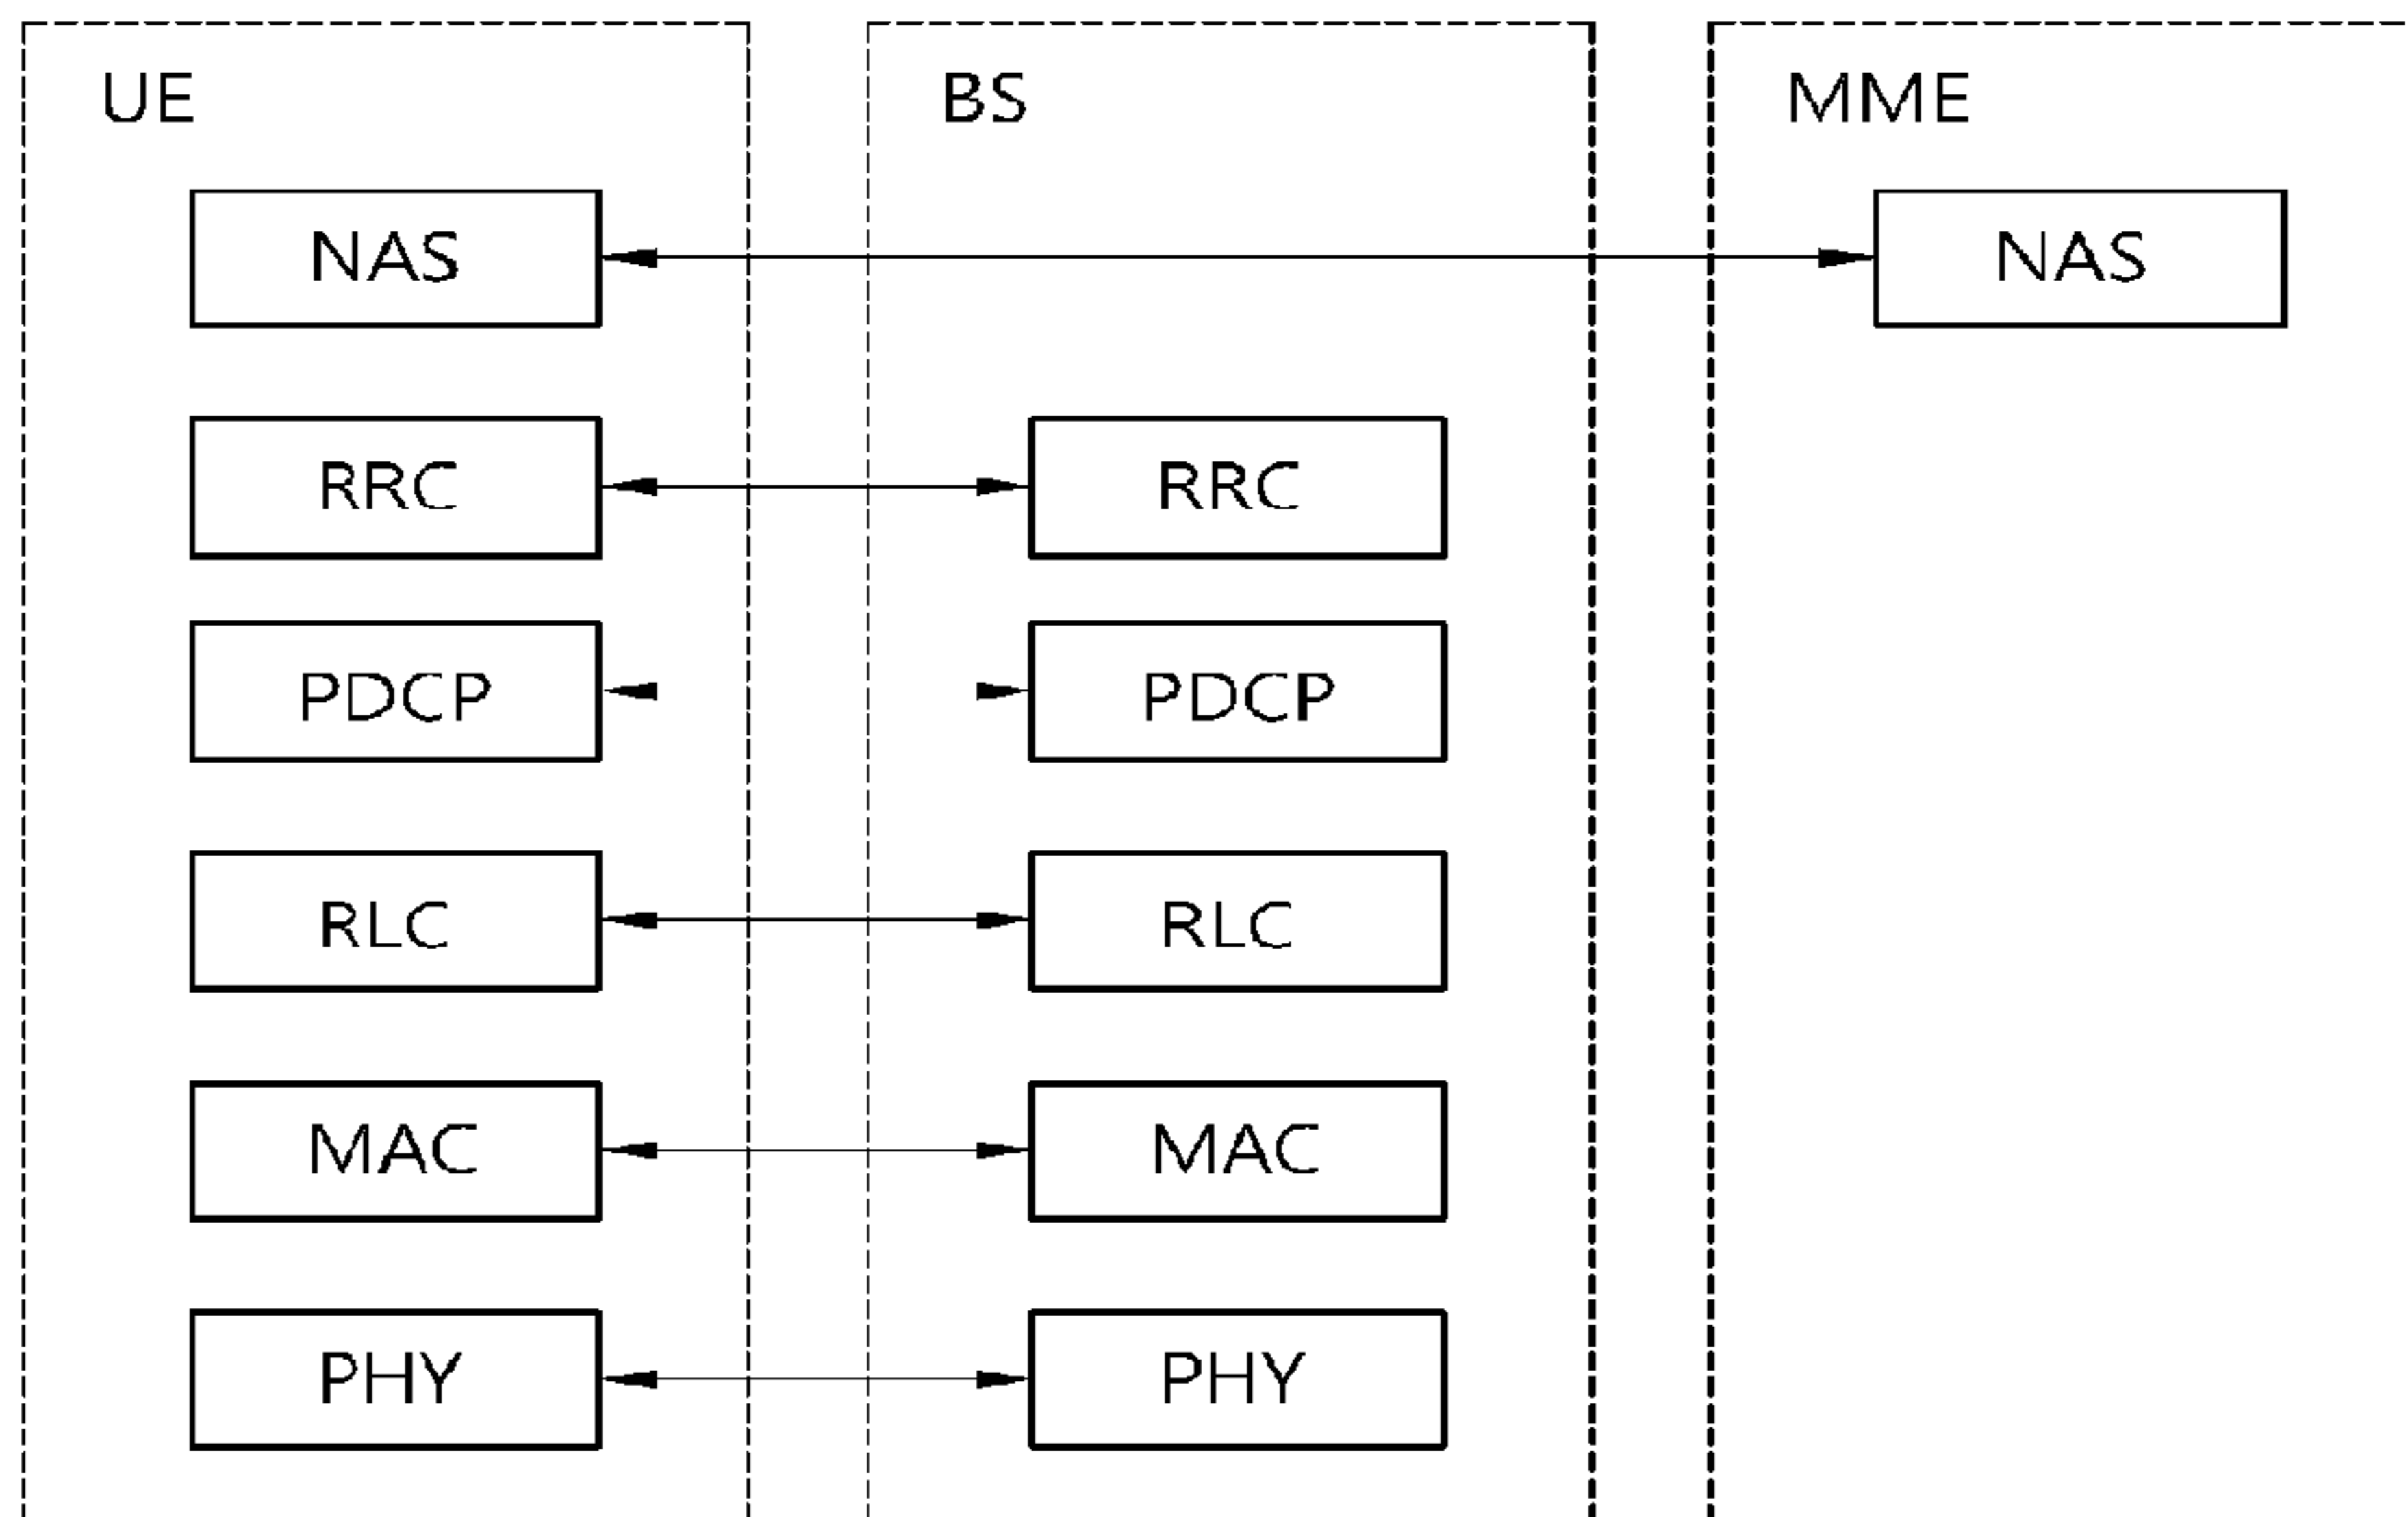 UE BS MME
NAS NAS
RRC RRC
PDCP PDCP
RLC RLC
MAC MAC
PHY PHY